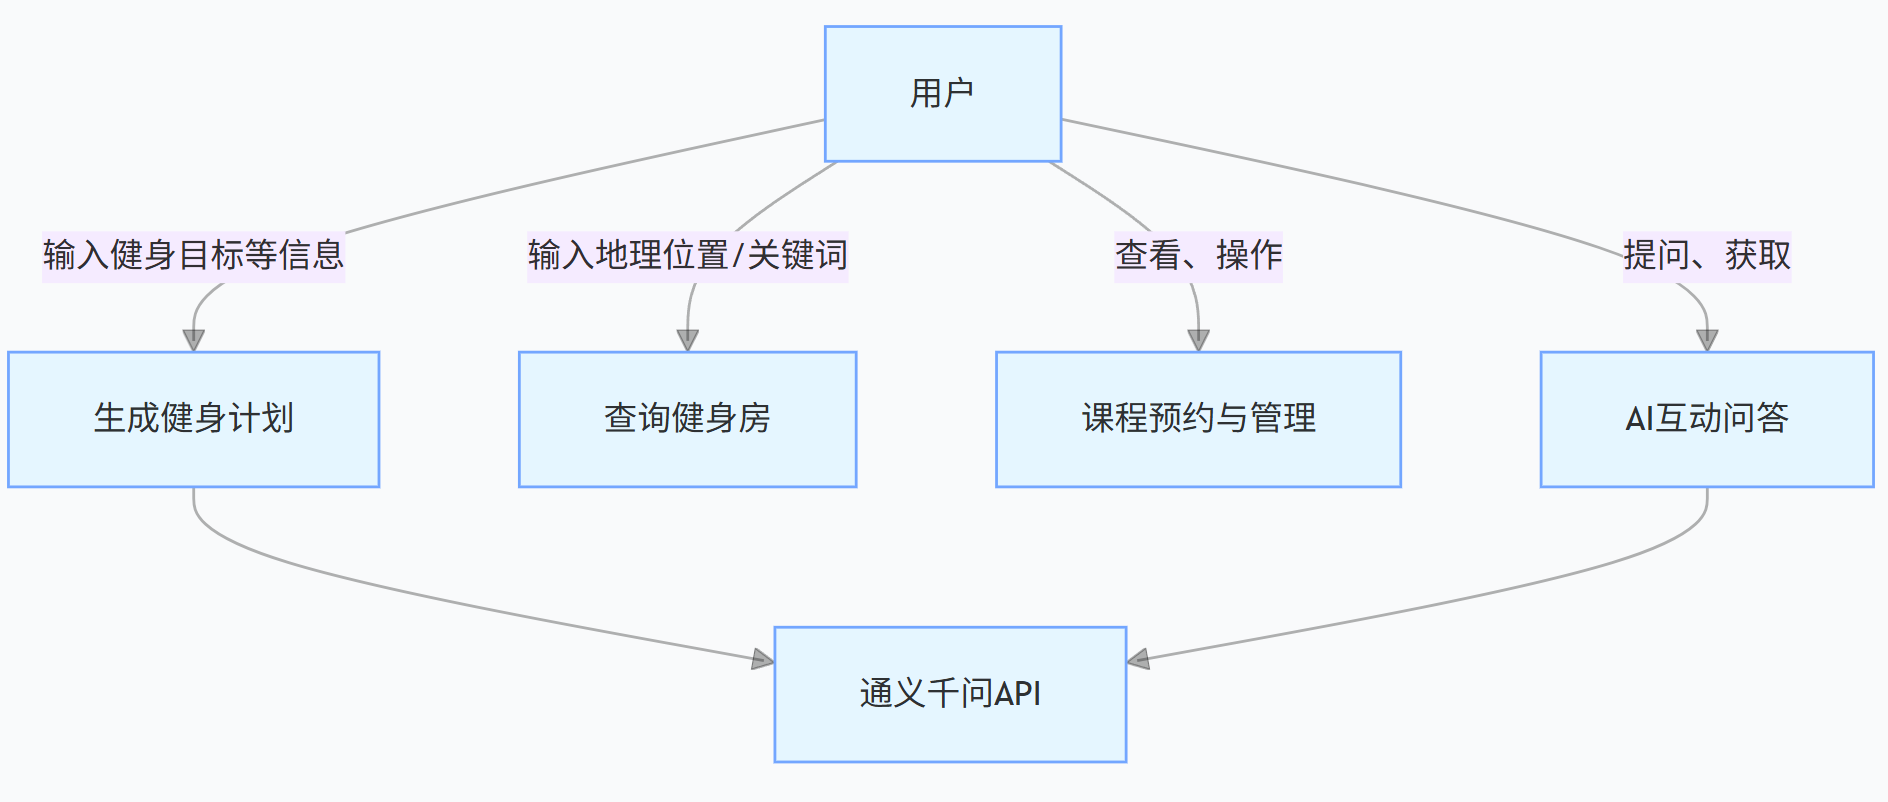 用户
输入健身目标等信息
输入地理位置/关键词
查看、操作
提问、获取
生成健身计划
查询健身房
课程预约与管理
AI互动问答
通义千问API